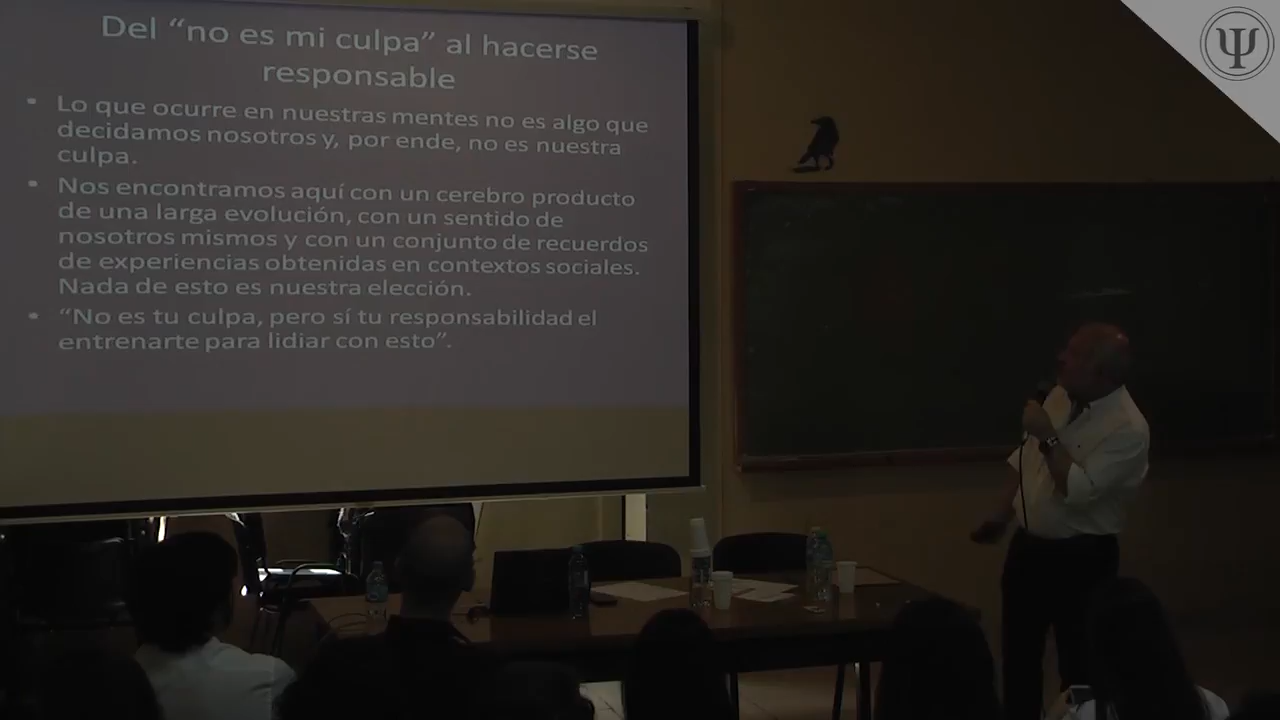 Del “no es mi culpa” al hacerse
responsable
• Lo que ocurre en nuestras mentes no es algo que
decidamos nosotros y, por ende, no es nuestra
culpa.
• Nos encontramos aquí con un cerebro producto
de una larga evolución, con un sentido de
nosotros mismos y con un conjunto de recuerdos
de experiencias obtenidas en contextos sociales.
Nada de esto es nuestra elección.
• “No es tu culpa, pero sí tu responsabilidad el
entrenarte para lidiar con esto”.
Ψ